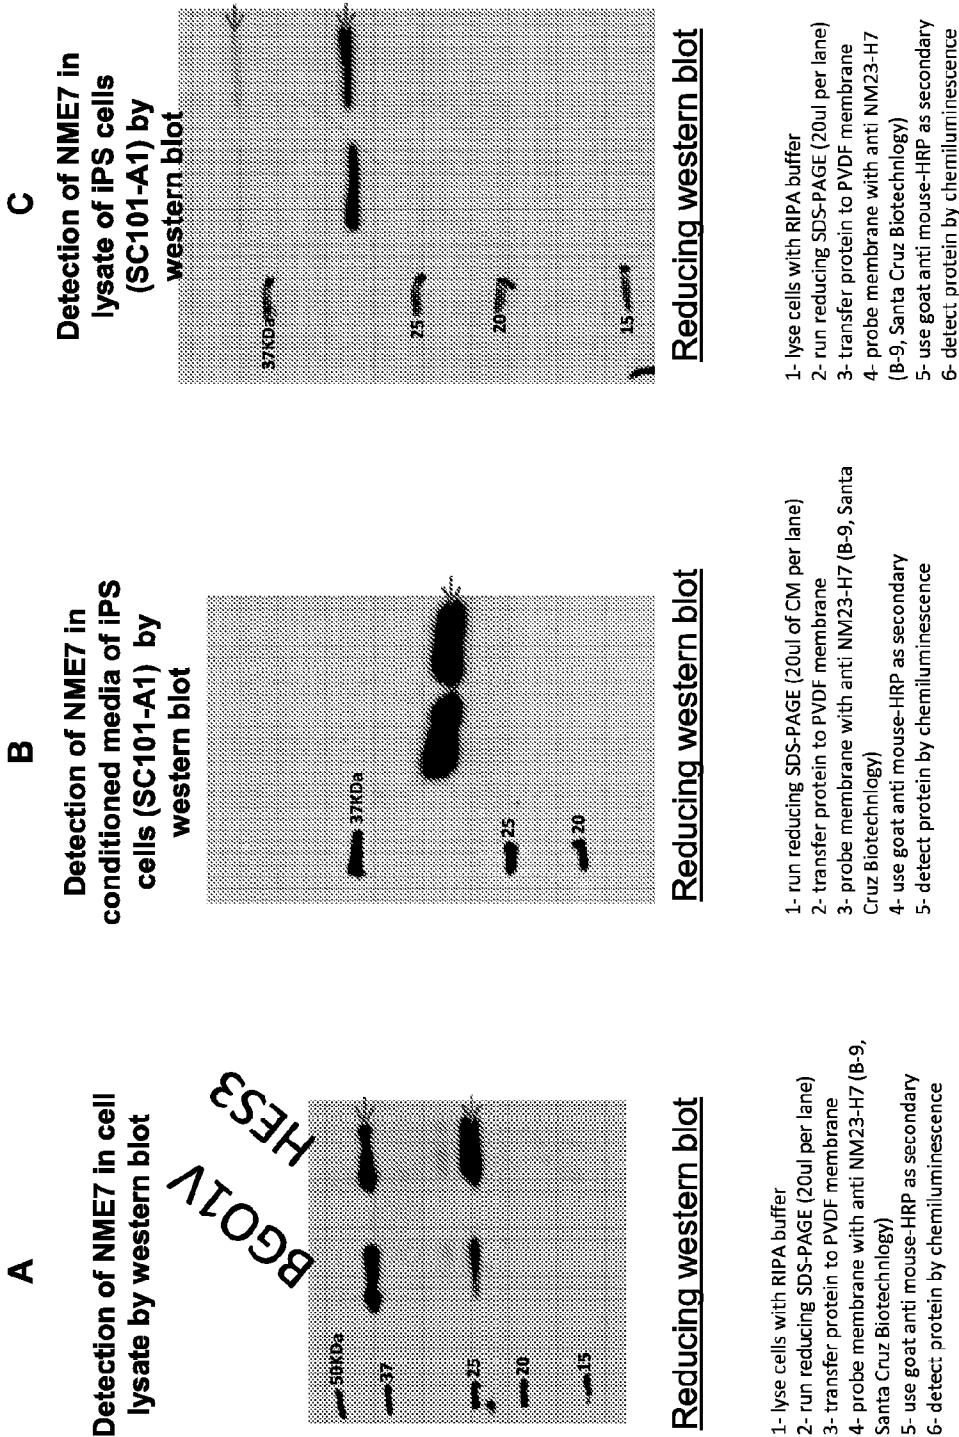 A
Detection of NME7 in cell
lysate by western blot
BGO1V
HES3
50KDa
37
25
20
15
Reducing western blot
1- lyse cells with RIPA buffer
2- run reducing SDS-PAGE (20ul per lane)
3- transfer protein to PVDF membrane
4- probe membrane with anti NM23-H7 (B-9,
Santa Cruz Biotechnlogy)
5- use goat anti mouse-HRP as secondary
6- detect protein by chemiluminescence
B
Detection of NME7 in
conditioned media of iPS
cells (SC101-A1) by
western blot
37KDa
25
20
Reducing western blot
1- run reducing SDS-PAGE (20ul of CM per lane)
2- transfer protein to PVDF membrane
3- probe membrane with anti NM23-H7 (B-9, Santa
Cruz Biotechnlogy)
4- use goat anti mouse-HRP as secondary
5- detect protein by chemiluminescence
C
Detection of NME7 in
lysate of iPS cells
(SC101-A1) by
western blot
37KDa
25
20
15
Reducing western blot
1- lyse cells with RIPA buffer
2- run reducing SDS-PAGE (20ul per lane)
3- transfer protein to PVDF membrane
4- probe membrane with anti NM23-H7
(B-9, Santa Cruz Biotechnlogy)
5- use goat anti mouse-HRP as secondary
6- detect protein by chemiluminescence